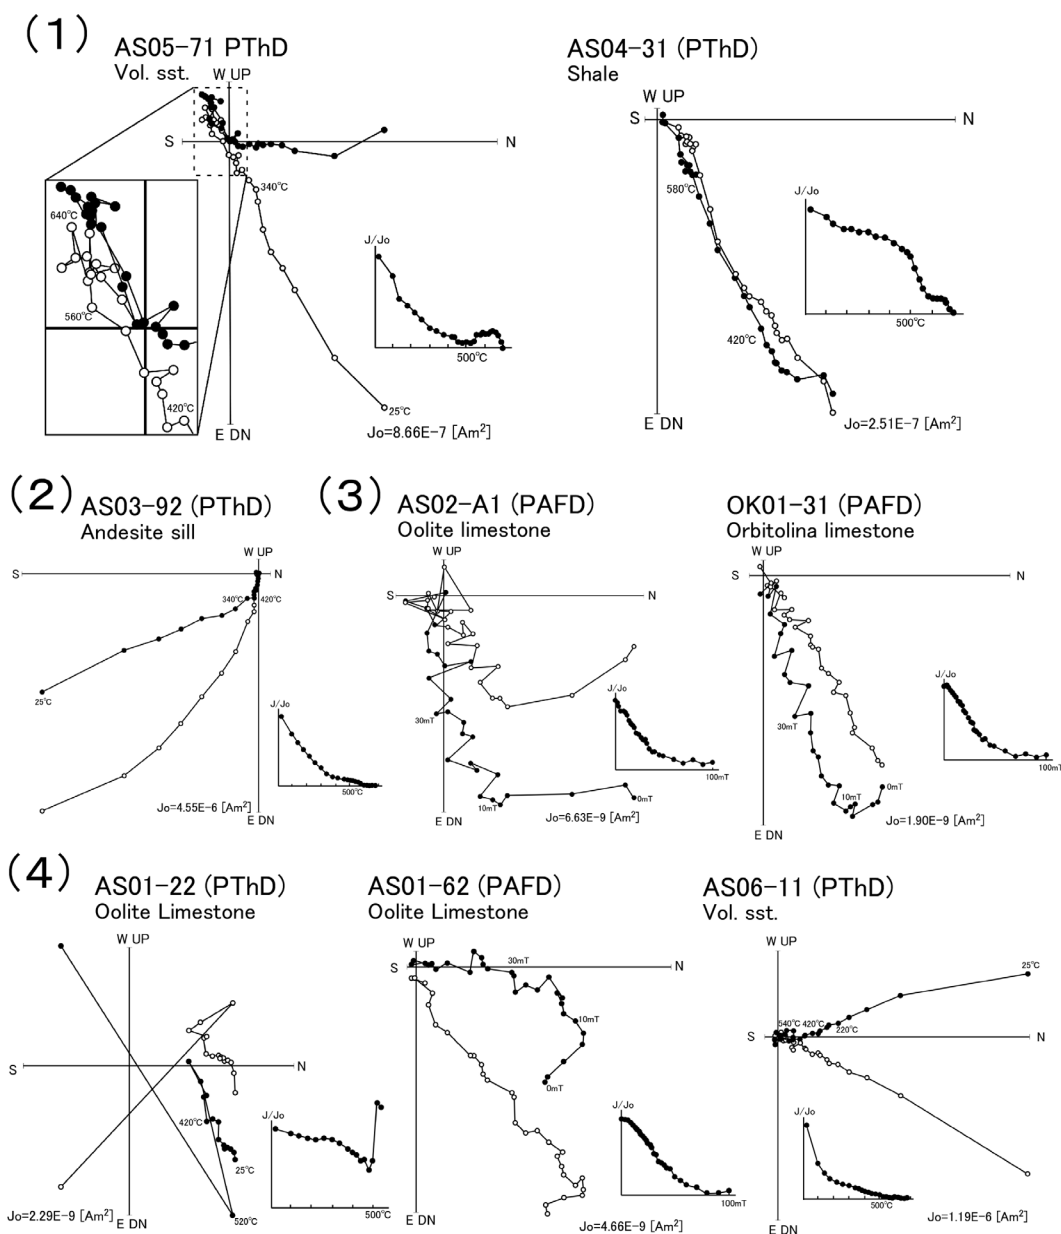 (1)
AS05-71 PThD
Vol. sst.
W UP
S
N
340℃
640℃
560℃
420℃
25℃
J/Jo
500℃
E DN
Jo=8.66E-7 [Am²]
AS04-31 (PThD)
Shale
W UP
S
N
580℃
420℃
J/Jo
500℃
E DN
Jo=2.51E-7 [Am²]
(2)
AS03-92 (PThD)
Andesite sill
W UP
S
N
340℃
420℃
25℃
J/Jo
500℃
Jo=4.55E-6 [Am²]
E DN
(3)
AS02-A1 (PAFD)
Oolite limestone
W UP
S
N
30mT
10mT
0mT
J/Jo
100mT
E DN
Jo=6.63E-9 [Am²]
OK01-31 (PAFD)
Orbitolina limestone
W UP
S
N
30mT
10mT
0mT
J/Jo
100mT
E DN
Jo=1.90E-9 [Am²]
(4)
AS01-22 (PThD)
Oolite Limestone
W UP
S
N
420℃
25℃
520℃
J/Jo
500℃
Jo=2.29E-9 [Am²]
E DN
AS01-62 (PAFD)
Oolite Limestone
W UP
S
N
30mT
10mT
0mT
J/Jo
100mT
E DN
Jo=4.66E-9 [Am²]
AS06-11 (PThD)
Vol. sst.
W UP
S
N
25℃
540℃
420℃
220℃
J/Jo
500℃
E DN
Jo=1.19E-6 [Am²]